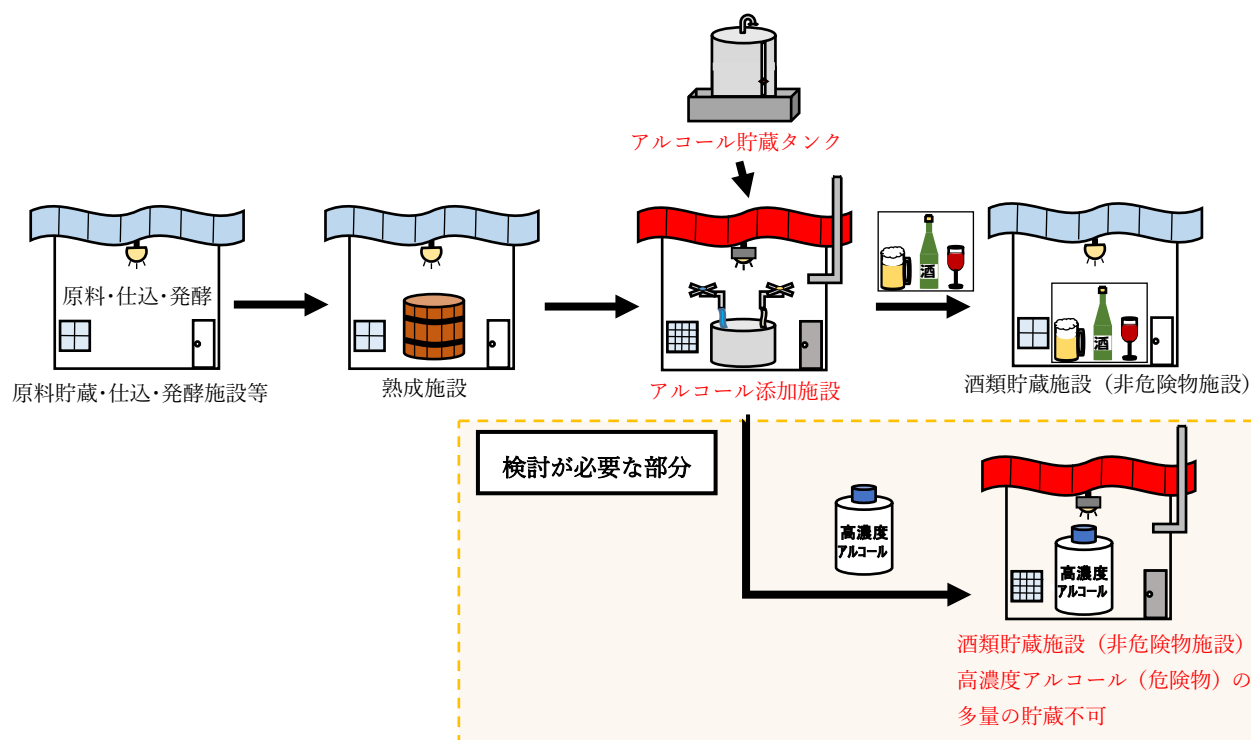 アルコール貯蔵タンク
原料・仕込・発酵
酒
酒
原料貯蔵・仕込・発酵施設等
熟成施設
アルコール添加施設
酒類貯蔵施設（非危険物施設）
検討が必要な部分
高濃度
アルコール
高濃度
アルコール
酒類貯蔵施設（非危険物施設）
高濃度アルコール（危険物）の
多量の貯蔵不可